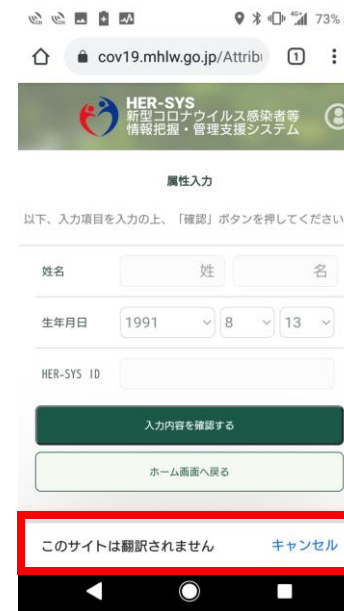 73%
cov19.mhlw.go.jp/Attrib
1
HER-SYS
新型コロナウイルス感染者等
情報把握・管理支援システム
属性入力
以下、入力項目を入力の上、「確認」ボタンを押してください
姓名 姓 名
生年月日 1991 8 13
HER-SYS ID
入力内容を確認する
ホーム画面へ戻る
このサイトは翻訳されません キャンセル